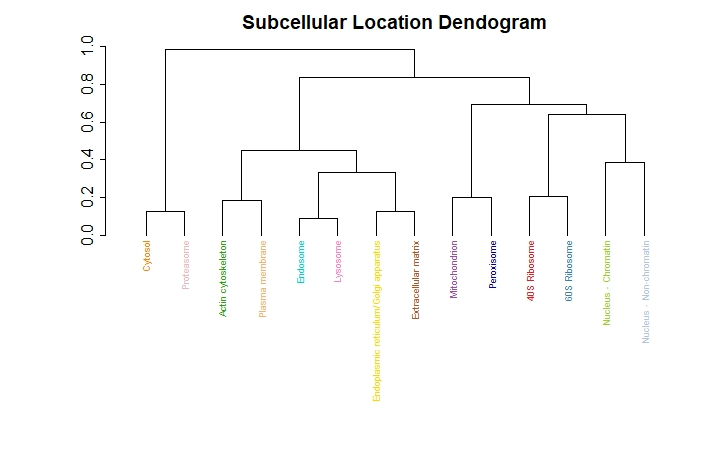 Subcellular Location Dendogram
1.0
0.8
0.6
0.4
0.2
0.0
Cytosol
Proteasome
Actin cytoskeleton
Plasma membrane
Endosome
Lysosome
Endoplasmic reticulum/Golgi apparatus
Extracellular matrix
Mitochondrion
Peroxisome
40S Ribosome
60S Ribosome
Nucleus - Chromatin
Nucleus - Non-chromatin